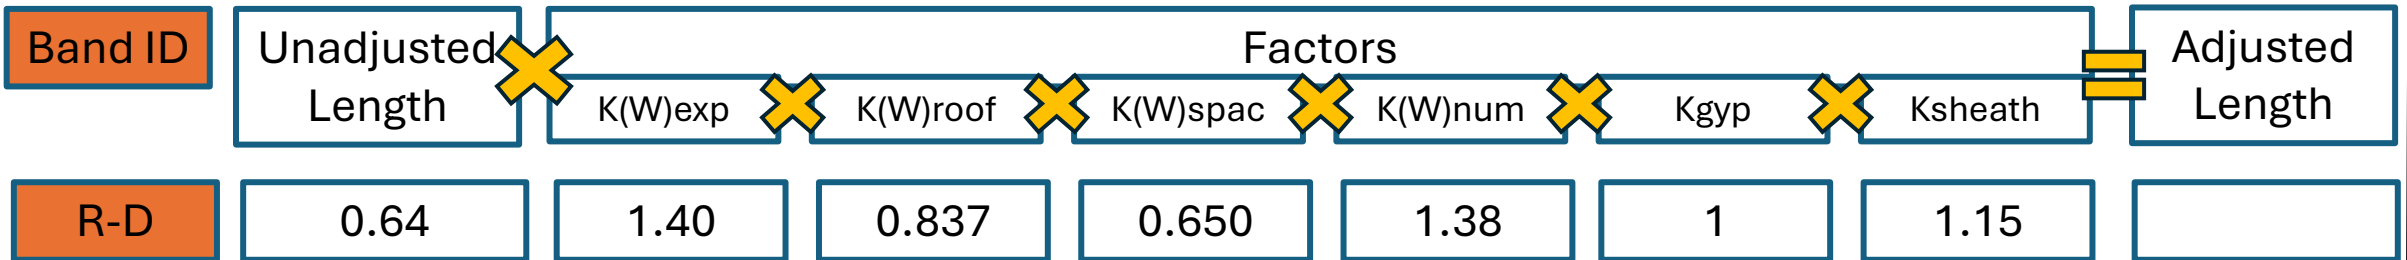 Band ID
Unadjusted
Length
Factors
K(W)exp
K(W)roof
K(W)spac
K(W)num
Kgyp
Ksheath
Adjusted
Length
R-D
0.64
1.40
0.837
0.650
1.38
1
1.15